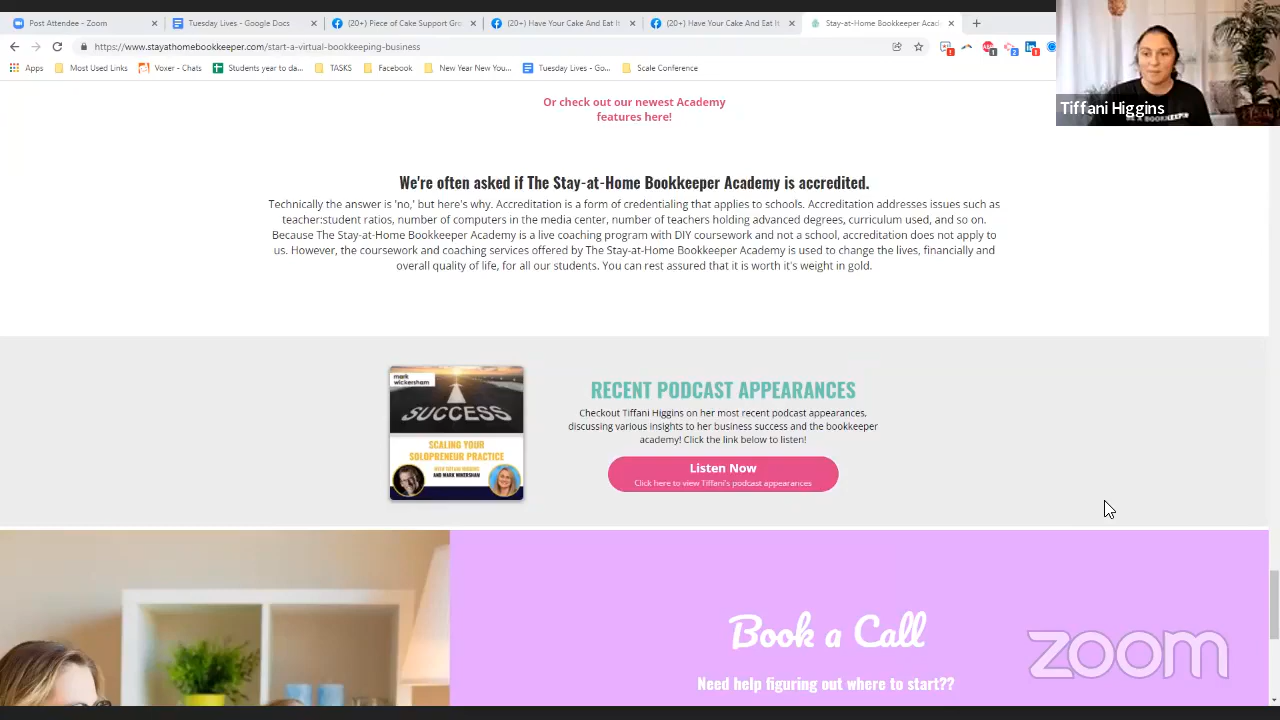 Post Attendee - Zoom
Tuesday Lives - Google Docs
(20+) Piece of Cake Support Gr
(20+) Have Your Cake And Eat It
(20+) Have Your Cake And Eat It
Stay-at-Home Bookkeeper Acad
https://www.stayathomebookkeeper.com/start-a-virtual-bookkeeping-business
Apps
Most Used Links
Voxer - Chats
Students year to da...
TASKS
Facebook
New Year New You...
Tuesday Lives - Go...
Scale Conference
Tiffani Higgins
Or check out our newest Academy
features here!
We're often asked if The Stay-at-Home Bookkeeper Academy is accredited.
Technically the answer is 'no,' but here's why. Accreditation is a form of credentialing that applies to schools. Accreditation addresses issues such as
teacher:student ratios, number of computers in the media center, number of teachers holding advanced degrees, curriculum used, and so on.
Because The Stay-at-Home Bookkeeper Academy is a live coaching program with DIY coursework and not a school, accreditation does not apply to
us. However, the coursework and coaching services offered by The Stay-at-Home Bookkeeper Academy is used to change the lives, financially and
overall quality of life, for all our students. You can rest assured that it is worth it's weight in gold.
mark
wickersham
SUCCESS
SCALING YOUR
SOLOPRENEUR PRACTICE
WITH TIFFANI HIGGINS
AND MARK WICKERSHAM
RECENT PODCAST APPEARANCES
Checkout Tiffani Higgins on her most recent podcast appearances,
discussing various insights to her business success and the bookkeeper
academy! Click the link below to listen!
Listen Now
Click here to view Tiffani's podcast appearances
Book a Call
Need help figuring out where to start??
zoom